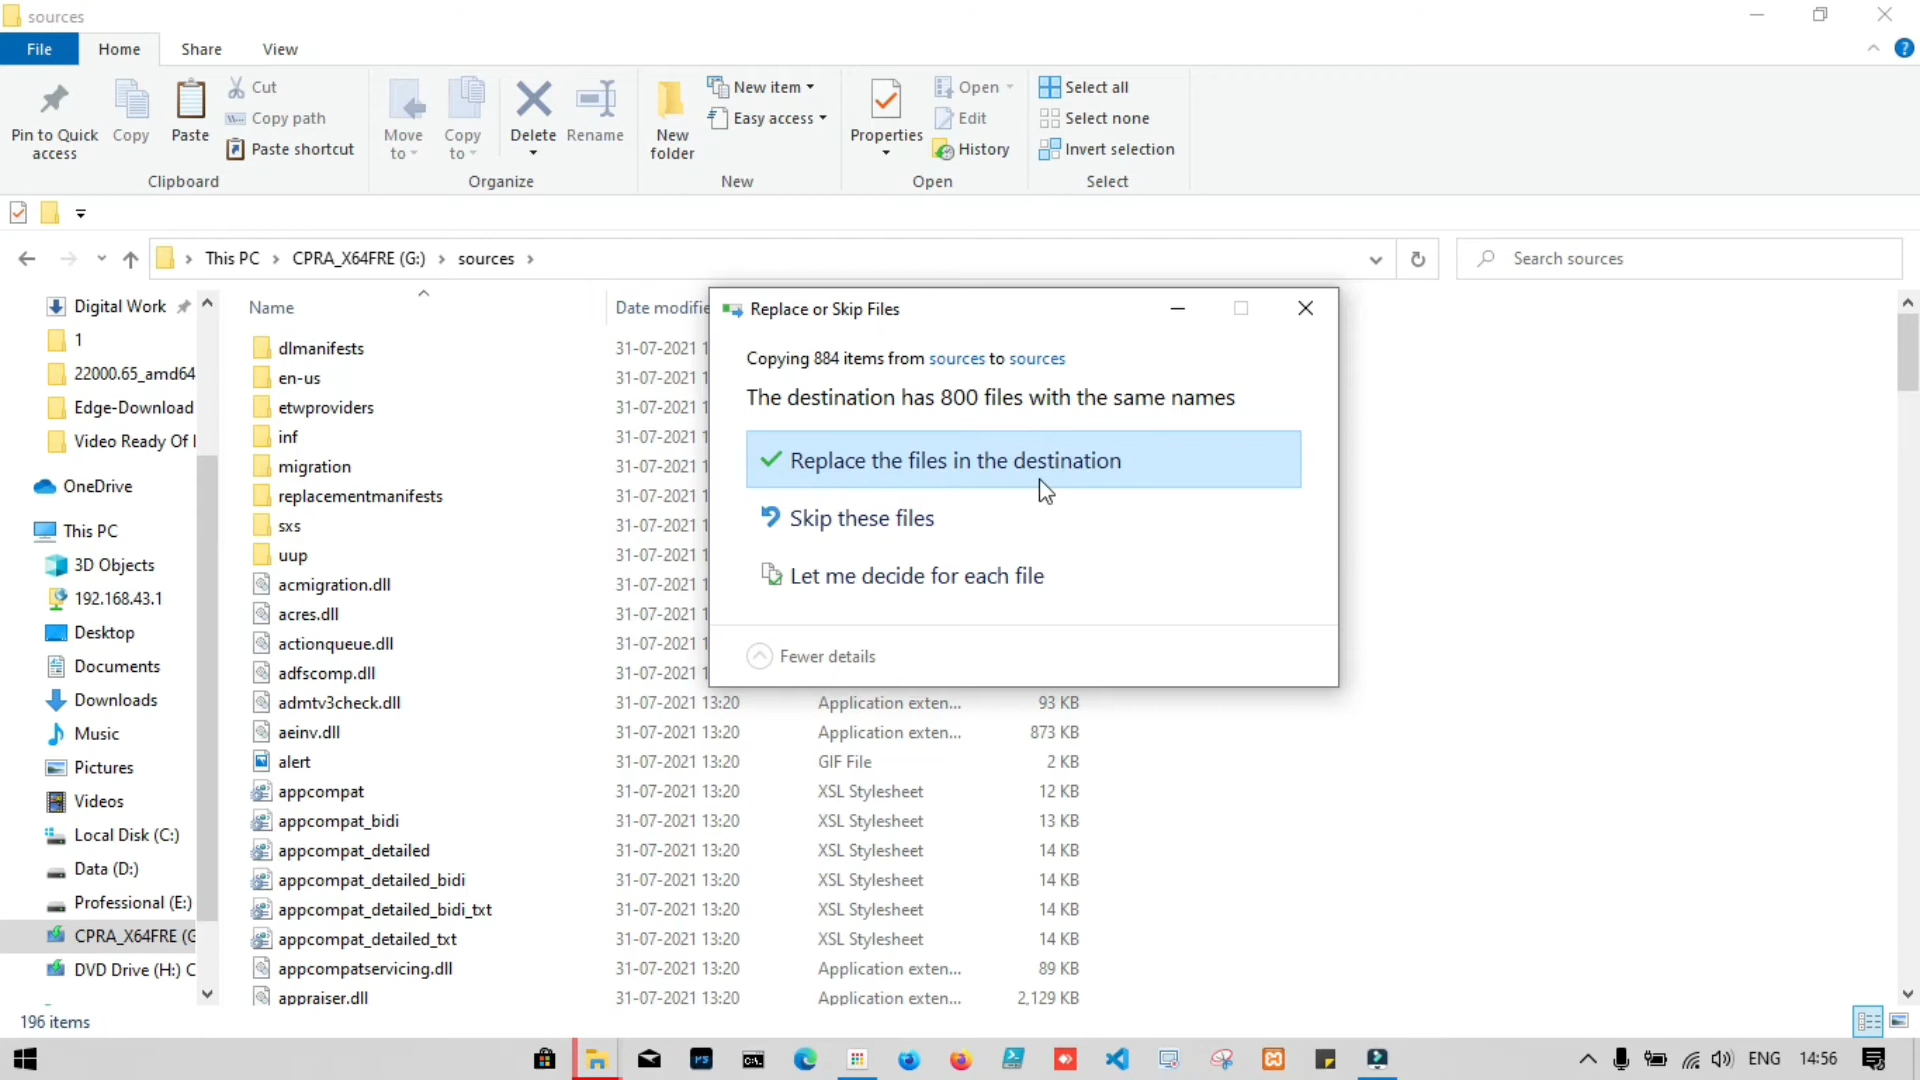 sources
File Home Share View
Pin to Quick access
Copy
Paste
Cut
Copy path
Paste shortcut
Clipboard
Move to
Copy to
Delete
Rename
Organize
New folder
New item
Easy access
New
Properties
Open
Edit
History
Open
Select all
Select none
Invert selection
Select
This PC CPRA_X64FRE (G:) sources
Search sources
Digital Work
1
22000.65_amd64
Edge-Download
Video Ready Of
OneDrive
This PC
3D Objects
192.168.43.1
Desktop
Documents
Downloads
Music
Pictures
Videos
Local Disk (C:)
Data (D:)
Professional (E:)
CPRA_X64FRE (G
DVD Drive (H:) C
Name Date modifie
dlmanifests 31-07-2021 1
en-us 31-07-2021 1
etwproviders 31-07-2021 1
inf 31-07-2021 1
migration 31-07-2021 1
replacementmanifests 31-07-2021 1
sxs 31-07-2021 1
uup 31-07-2021 1
acmigration.dll 31-07-2021 1
acres.dll 31-07-2021 1
actionqueue.dll 31-07-2021 1
adfscomp.dll 31-07-2021 1
admtv3check.dll 31-07-2021 13:20 Application exten... 93 KB
aeinv.dll 31-07-2021 13:20 Application exten... 873 KB
alert 31-07-2021 13:20 GIF File 2 KB
appcompat 31-07-2021 13:20 XSL Stylesheet 12 KB
appcompat_bidi 31-07-2021 13:20 XSL Stylesheet 13 KB
appcompat_detailed 31-07-2021 13:20 XSL Stylesheet 14 KB
appcompat_detailed_bidi 31-07-2021 13:20 XSL Stylesheet 14 KB
appcompat_detailed_bidi_txt 31-07-2021 13:20 XSL Stylesheet 14 KB
appcompat_detailed_txt 31-07-2021 13:20 XSL Stylesheet 14 KB
appcompatservicing.dll 31-07-2021 13:20 Application exten... 89 KB
appraiser.dll 31-07-2021 13:20 Application exten... 2,129 KB
Replace or Skip Files
Copying 884 items from sources to sources
The destination has 800 files with the same names
Replace the files in the destination
Skip these files
Let me decide for each file
Fewer details
196 items
ENG 14:56